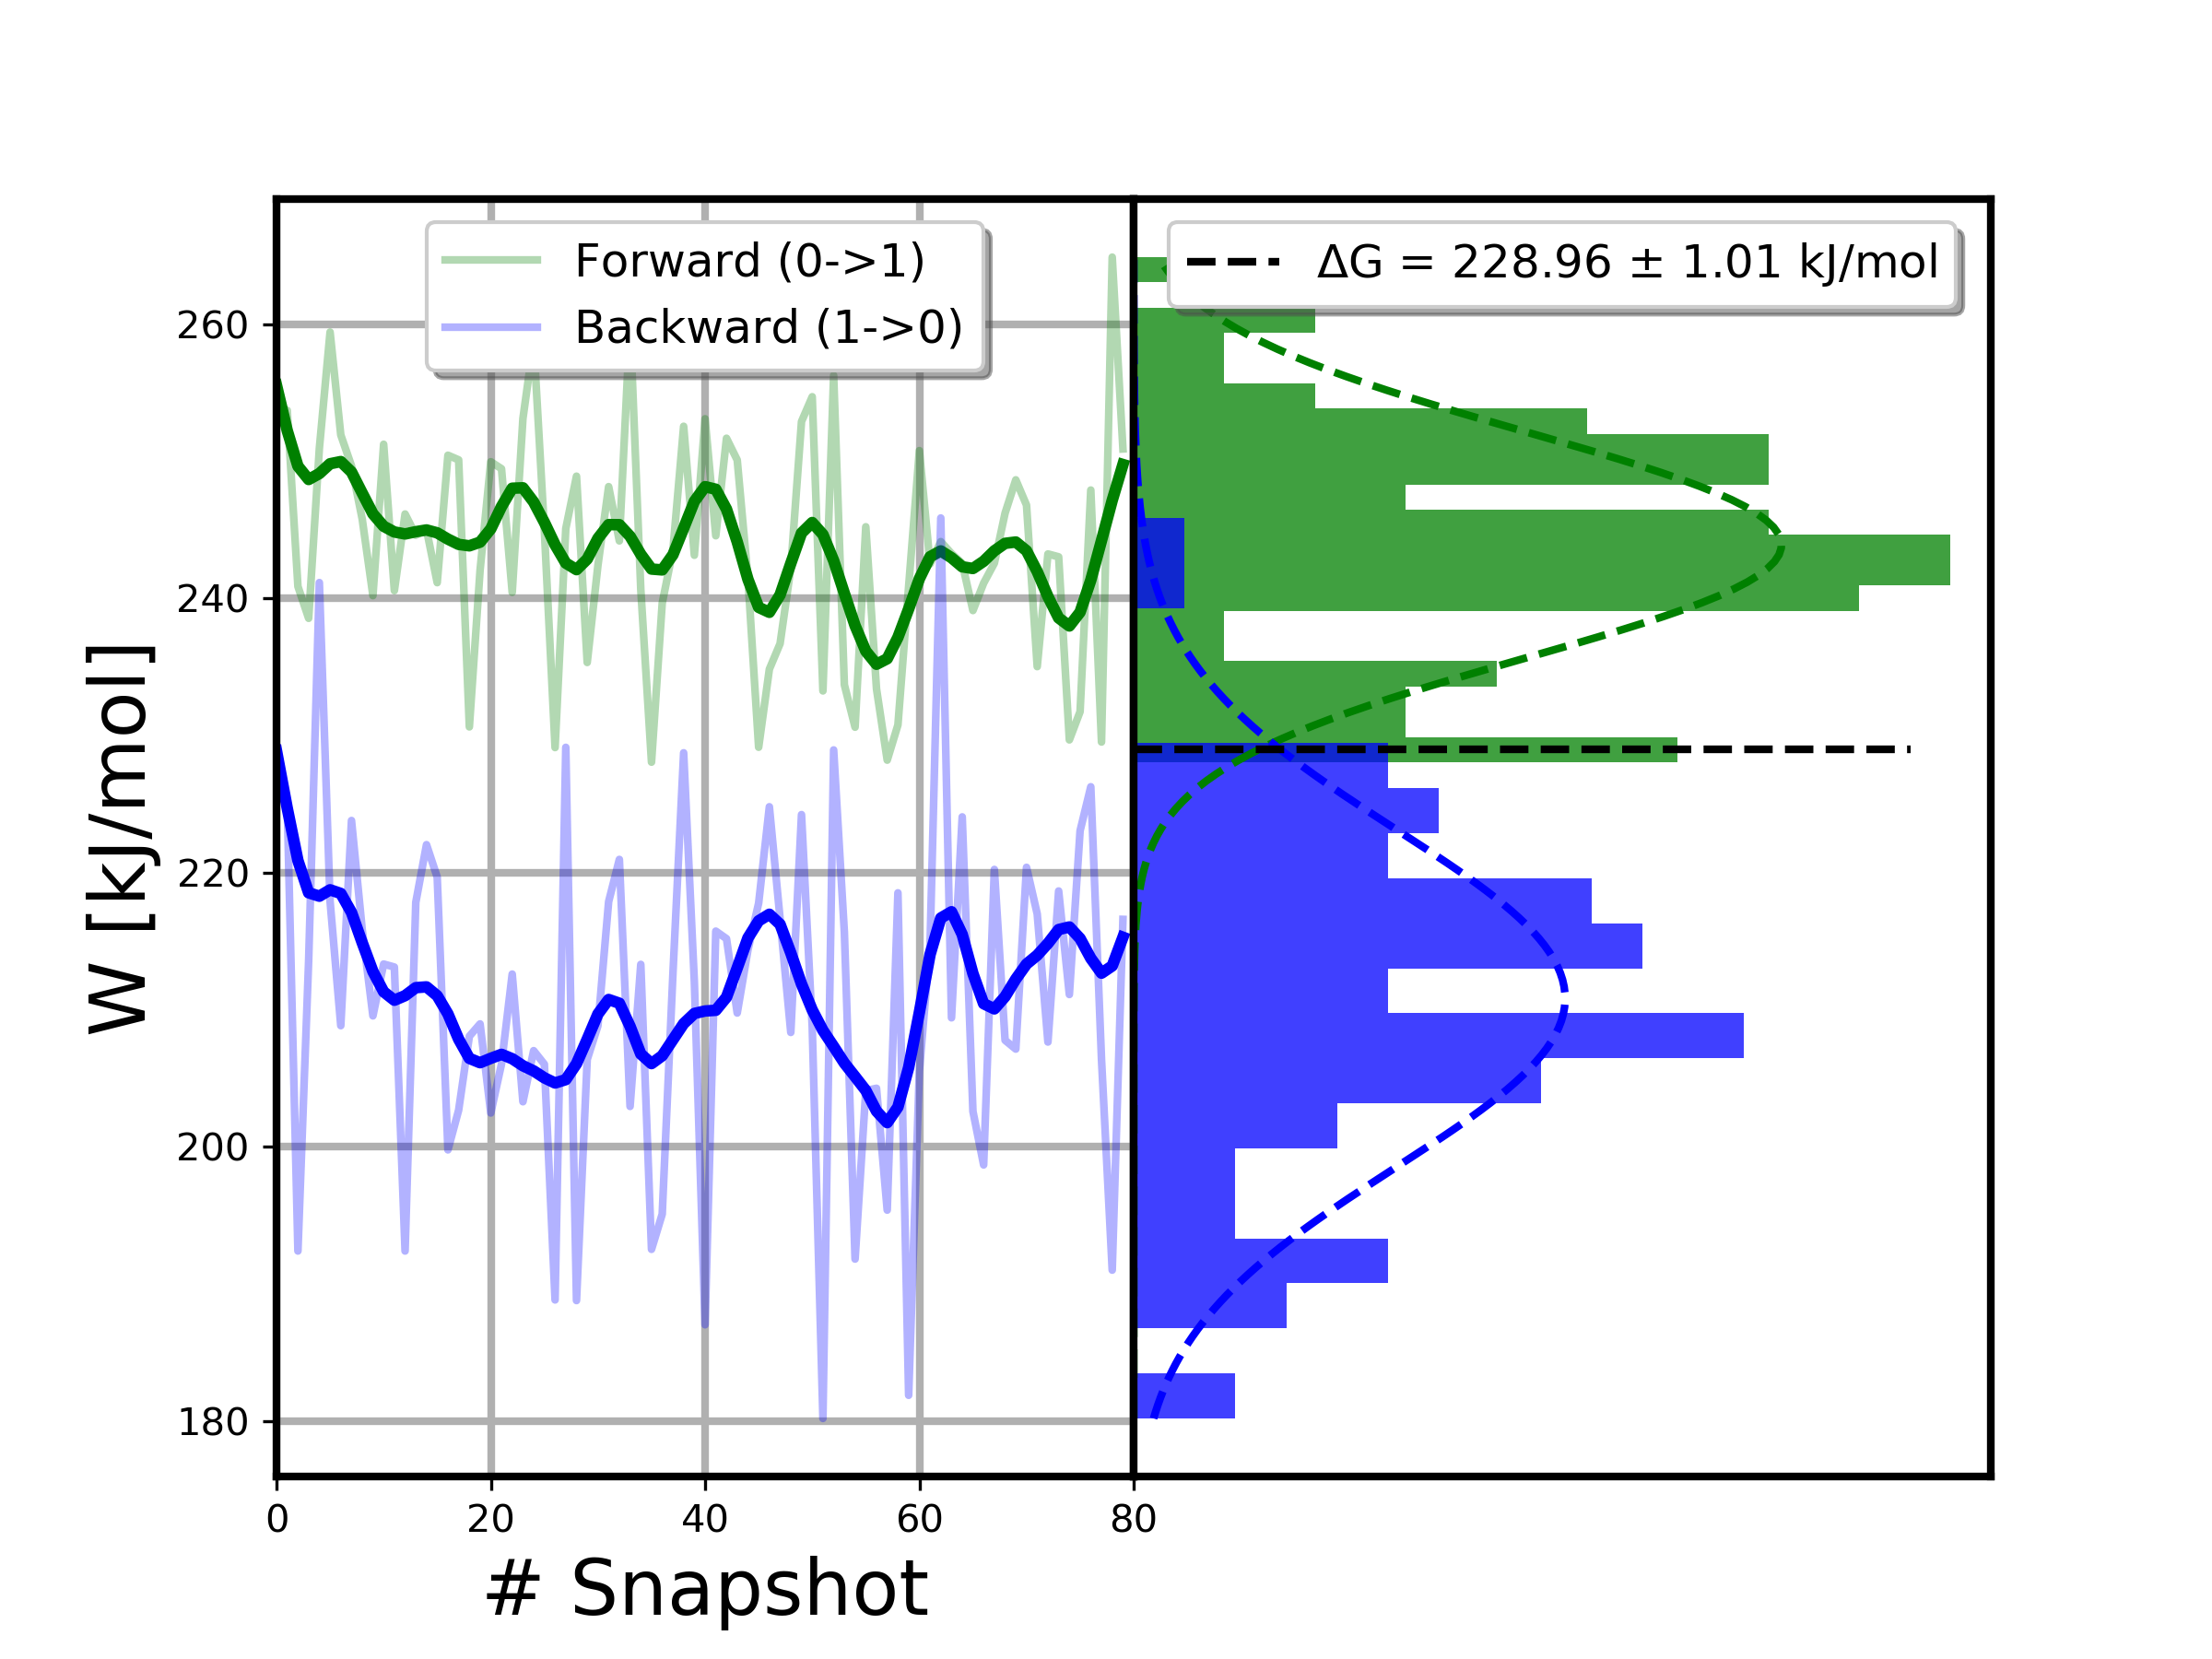 Forward (0->1)
Backward (1->0)
ΔG = 228.96 ± 1.01 kJ/mol
W [kJ/mol]
260
240
220
200
180
0 20 40 60 80
# Snapshot